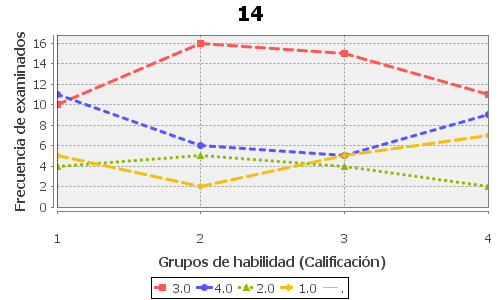 14
Frecuencia de examinados
16
14
12
10
8
6
4
2
0
1 2 3 4
Grupos de habilidad (Calificación)
3.0 4.0 2.0 1.0 .